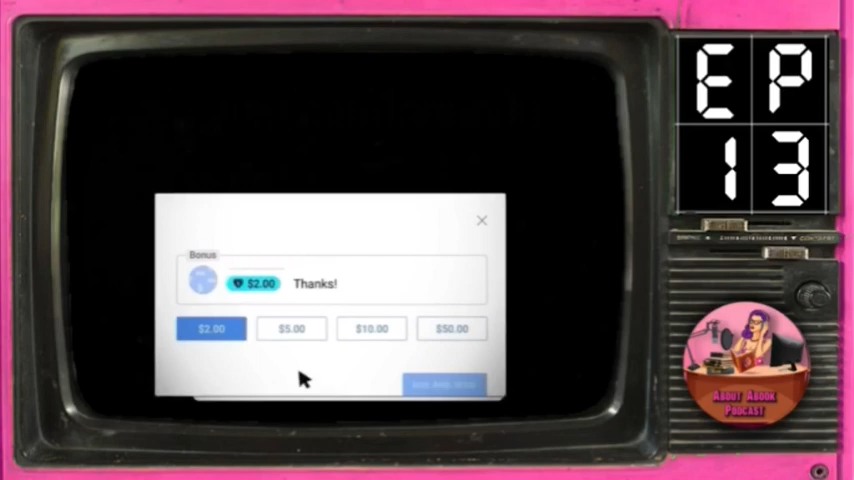 EP
13
Bonus
$2.00 Thanks!
$2.00 $5.00 $10.00 $50.00
About Abook
Podcast